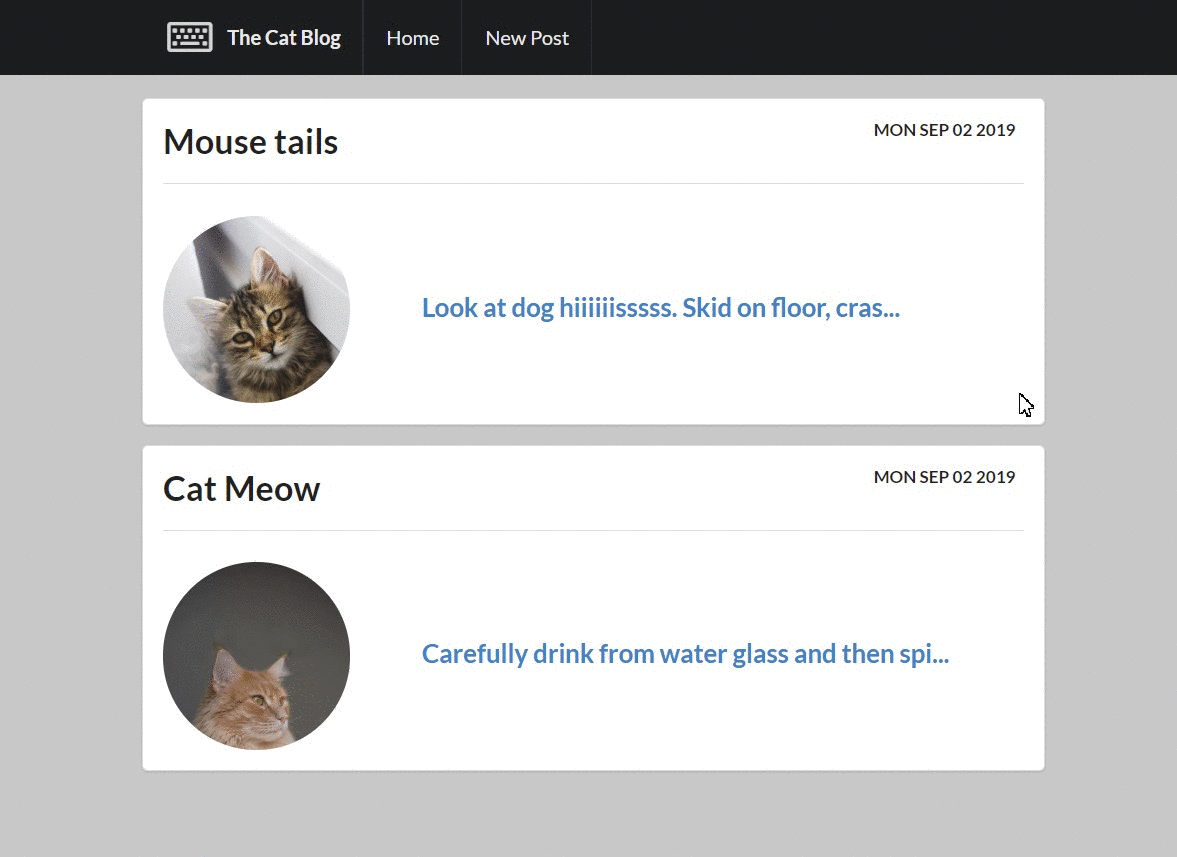 The Cat Blog Home New Post
Mouse tails
MON SEP 02 2019
Look at dog hiiiiiisssss. Skid on floor, cras...
Cat Meow
MON SEP 02 2019
Carefully drink from water glass and then spi...